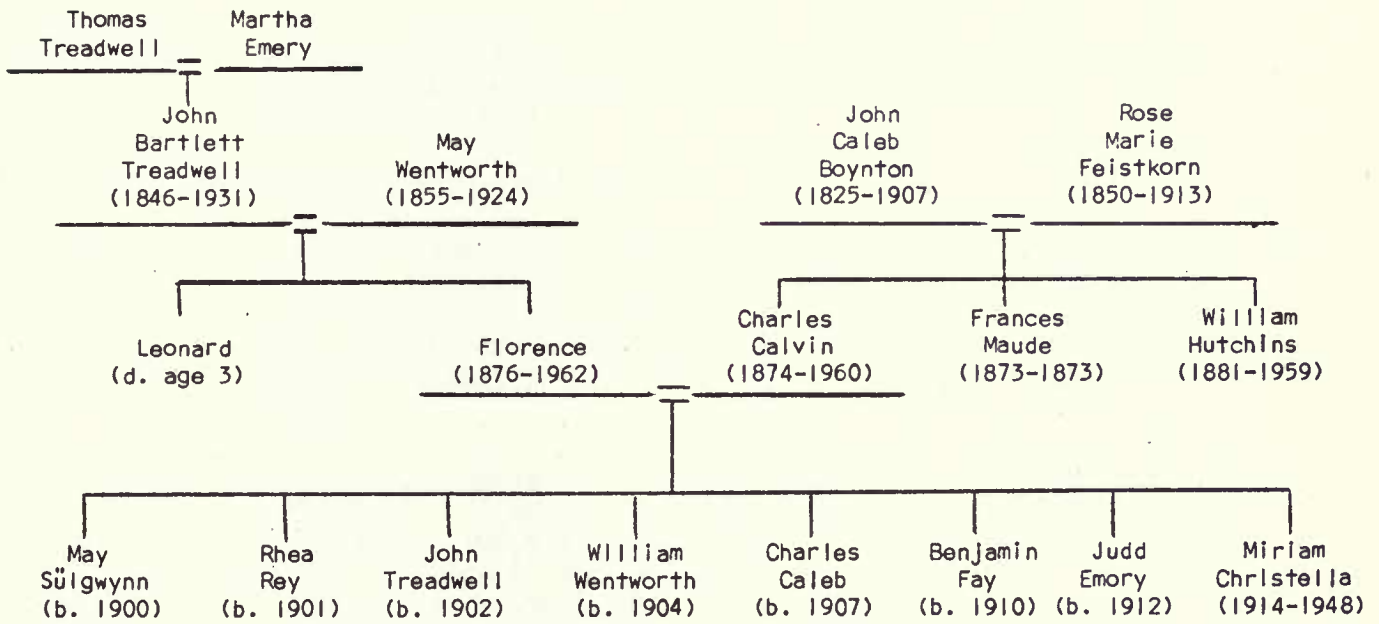 Thomas
Treadwell
Martha
Emery
John
Bartlett
Treadwell
(1846-1931)
May
Wentworth
(1855-1924)
John
Caleb
Boynton
(1825-1907)
Rose
Marie
Feistkorn
(1850-1913)
Leonard
(d. age 3)
Florence
(1876-1962)
Charles
Calvin
(1874-1960)
Frances
Maude
(1873-1873)
William
Hutchins
(1881-1959)
May
Sülgwynn
(b. 1900)
Rhea
Rey
(b. 1901)
John
Treadwell
(b. 1902)
William
Wentworth
(b. 1904)
Charles
Caleb
(b. 1907)
Benjamin
Fay
(b. 1910)
Judd
Emory
(b. 1912)
Miriam
Christella
(1914-1948)